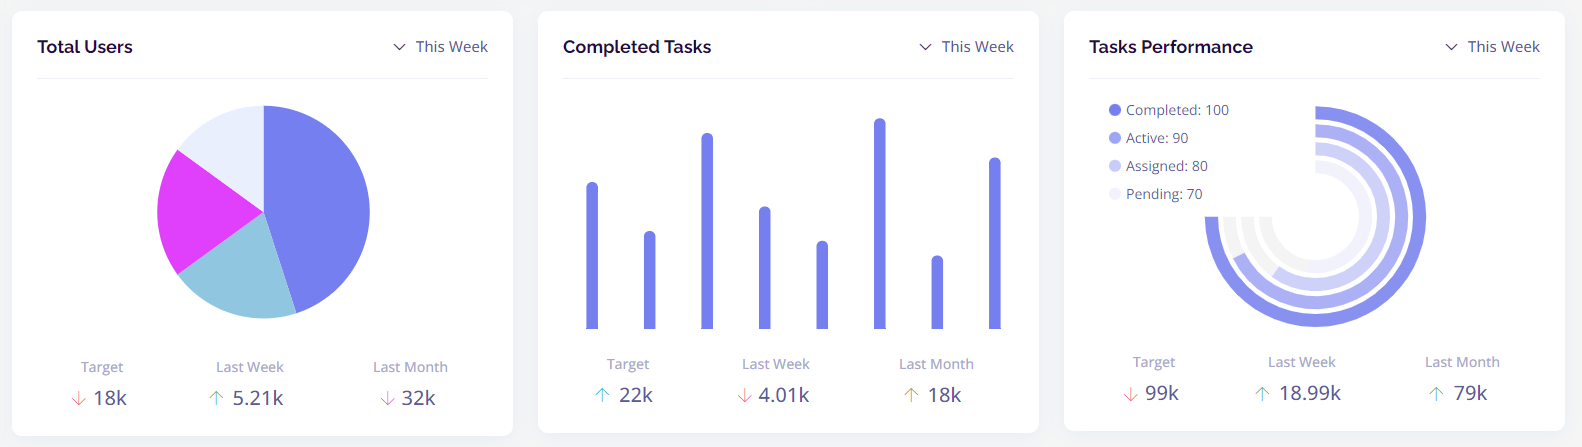 Total Users
This Week
Target
Last Week
Last Month
18k
5.21k
32k
Completed Tasks
This Week
Target
Last Week
Last Month
22k
4.01k
18k
Tasks Performance
This Week
Completed: 100
Active: 90
Assigned: 80
Pending: 70
Target
Last Week
Last Month
99k
18.99k
79k